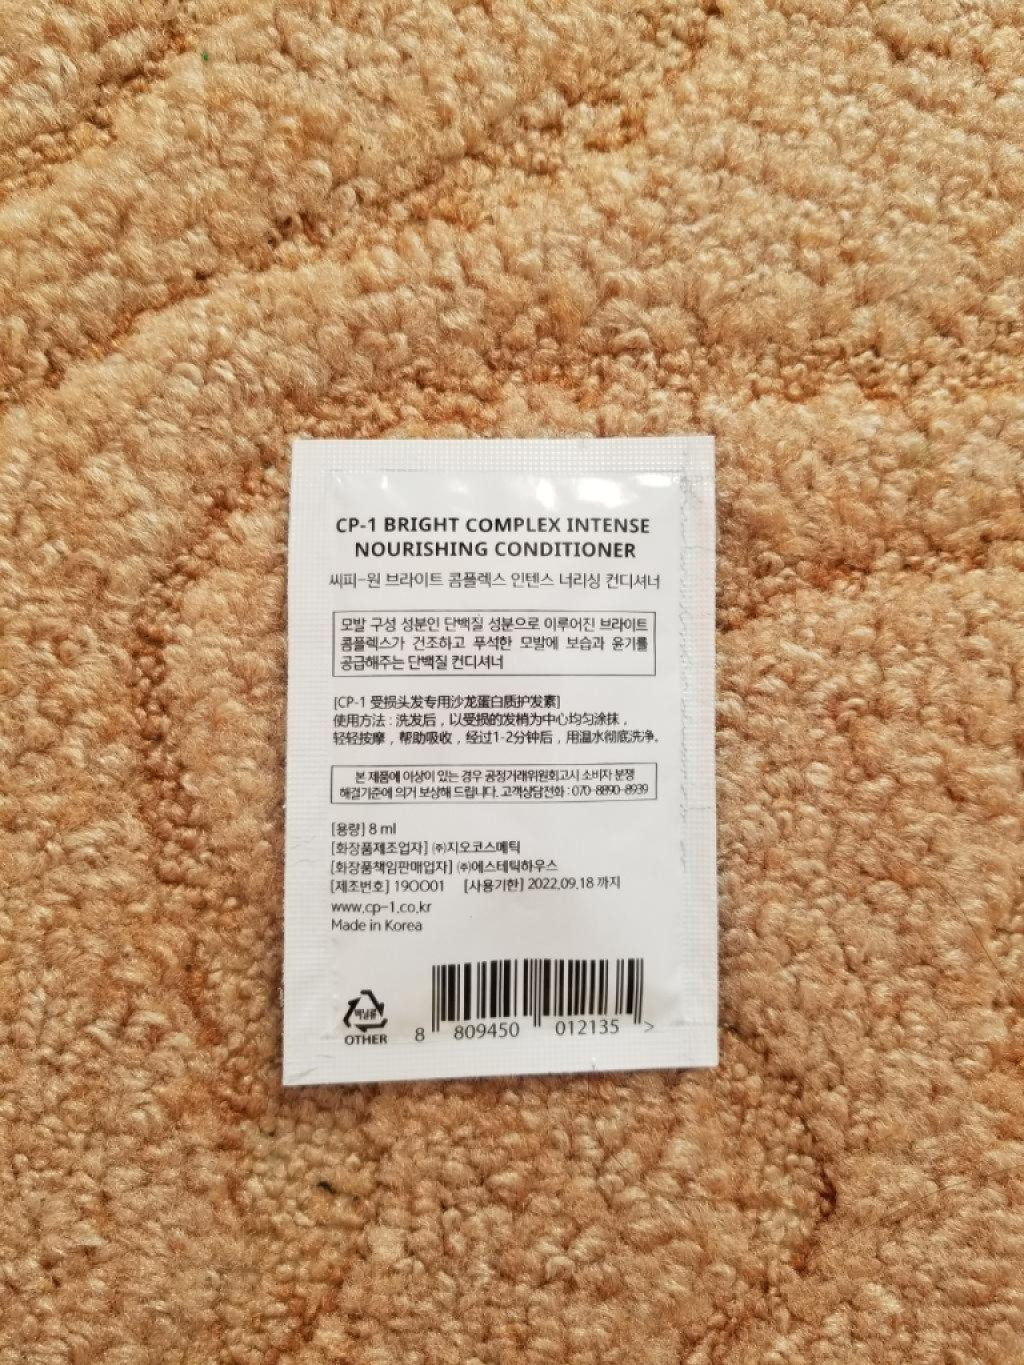 CP-1 BRIGHT COMPLEX INTENSE
NOURISHING CONDITIONER
씨피-원 브라이트 콤플렉스 인텐스 너리싱 컨디셔너
모발 구성 성분인 단백질 성분으로 이루어진 브라이트
콤플렉스가 건조하고 푸석한 모발에 보습과 윤기를
공급해주는 단백질 컨디셔너
[CP-1 受损头发专用沙龙蛋白质护发素]
使用方法 : 洗发后，以受损的发梢为中心均匀涂抹，
轻轻按摩，帮助吸收，经过1-2分钟后，用温水彻底洗净。
본 제품에 이상이 있는 경우 공정거래위원회고시 소비자 분쟁
해결기준에 의거 보상해 드립니다. 고객상담전화 : 070-8890-8939
[용량] 8 ml
[화장품제조업자] ㈜지오코스메틱
[화장품책임판매업자] ㈜에스테틱하우스
[제조번호] 19OO01 [사용기한] 2022.09.18 까지
www.cp-1.co.kr
Made in Korea
비닐류
OTHER
8 809450 012135 >